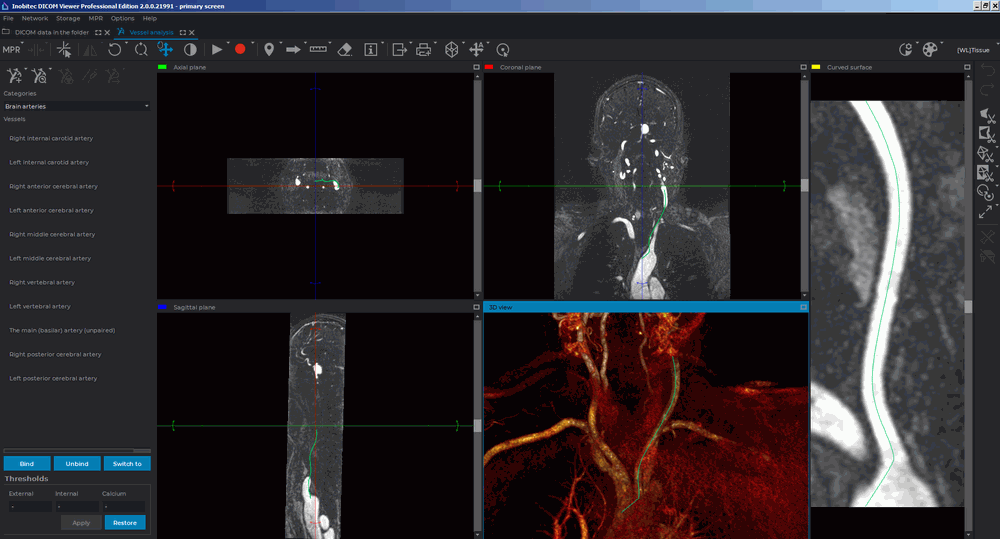 Inobitec DICOM Viewer Professional Edition 2.0.0.21991 - primary screen
File Network Storage MPR Options Help
DICOM data in the folder Vessel analysis
MPR [WL]Tissue
Categories
Brain arteries
Vessels
Right internal carotid artery
Left internal carotid artery
Right anterior cerebral artery
Left anterior cerebral artery
Right middle cerebral artery
Left middle cerebral artery
Right vertebral artery
Left vertebral artery
The main (basilar) artery (unpaired)
Right posterior cerebral artery
Left posterior cerebral artery
Bind Unbind Switch to
Thresholds
External Internal Calcium
- - -
Apply Restore
Axial plane
Coronal plane
Curved surface
Sagittal plane
3D view